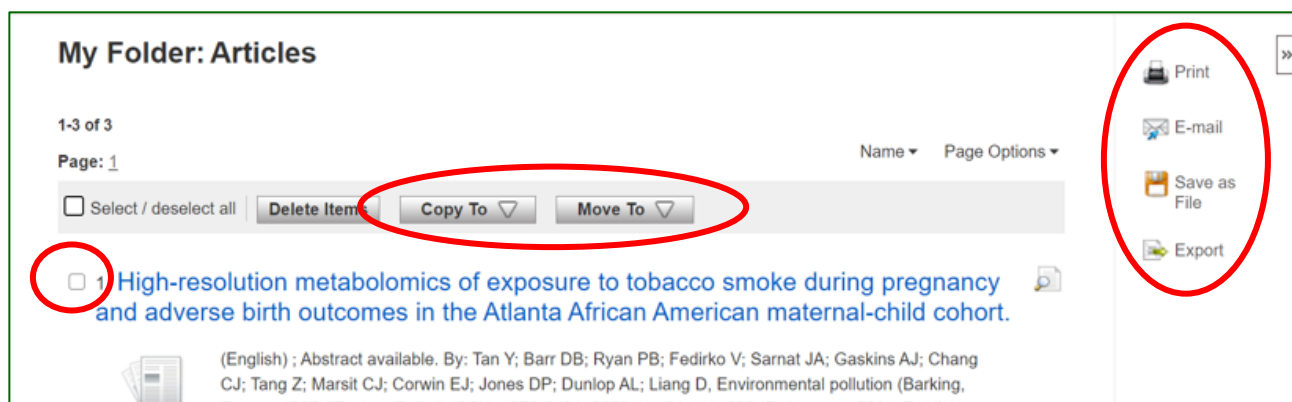 My Folder: Articles
1-3 of 3
Page: 1
Name Page Options
Select / deselect all Delete Items Copy To Move To
1. High-resolution metabolomics of exposure to tobacco smoke during pregnancy
and adverse birth outcomes in the Atlanta African American maternal-child cohort.
(English) ; Abstract available. By: Tan Y; Barr DB; Ryan PB; Fedirko V; Sarnat JA; Gaskins AJ; Chang
CJ; Tang Z; Marsit CJ; Corwin EJ; Jones DP; Dunlop AL; Liang D, Environmental pollution (Barking,
»
Print
E-mail
Save as
File
Export